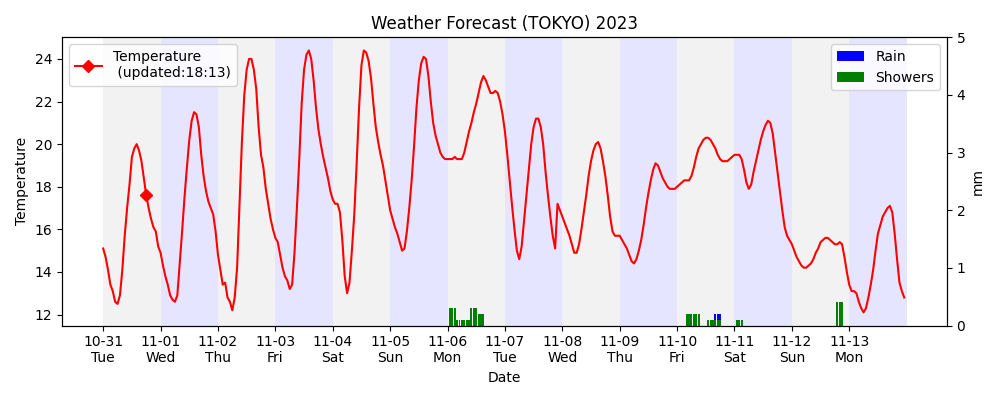 Weather Forecast (TOKYO) 2023
Temperature
(updated:18:13)
Rain
Showers
24
22
20
18
16
14
12
Temperature
5
4
3
2
1
0
mm
10-31 11-01 11-02 11-03 11-04 11-05 11-06 11-07 11-08 11-09 11-10 11-11 11-12 11-13
Tue Wed Thu Fri Sat Sun Mon Tue Wed Thu Fri Sat Sun Mon
Date